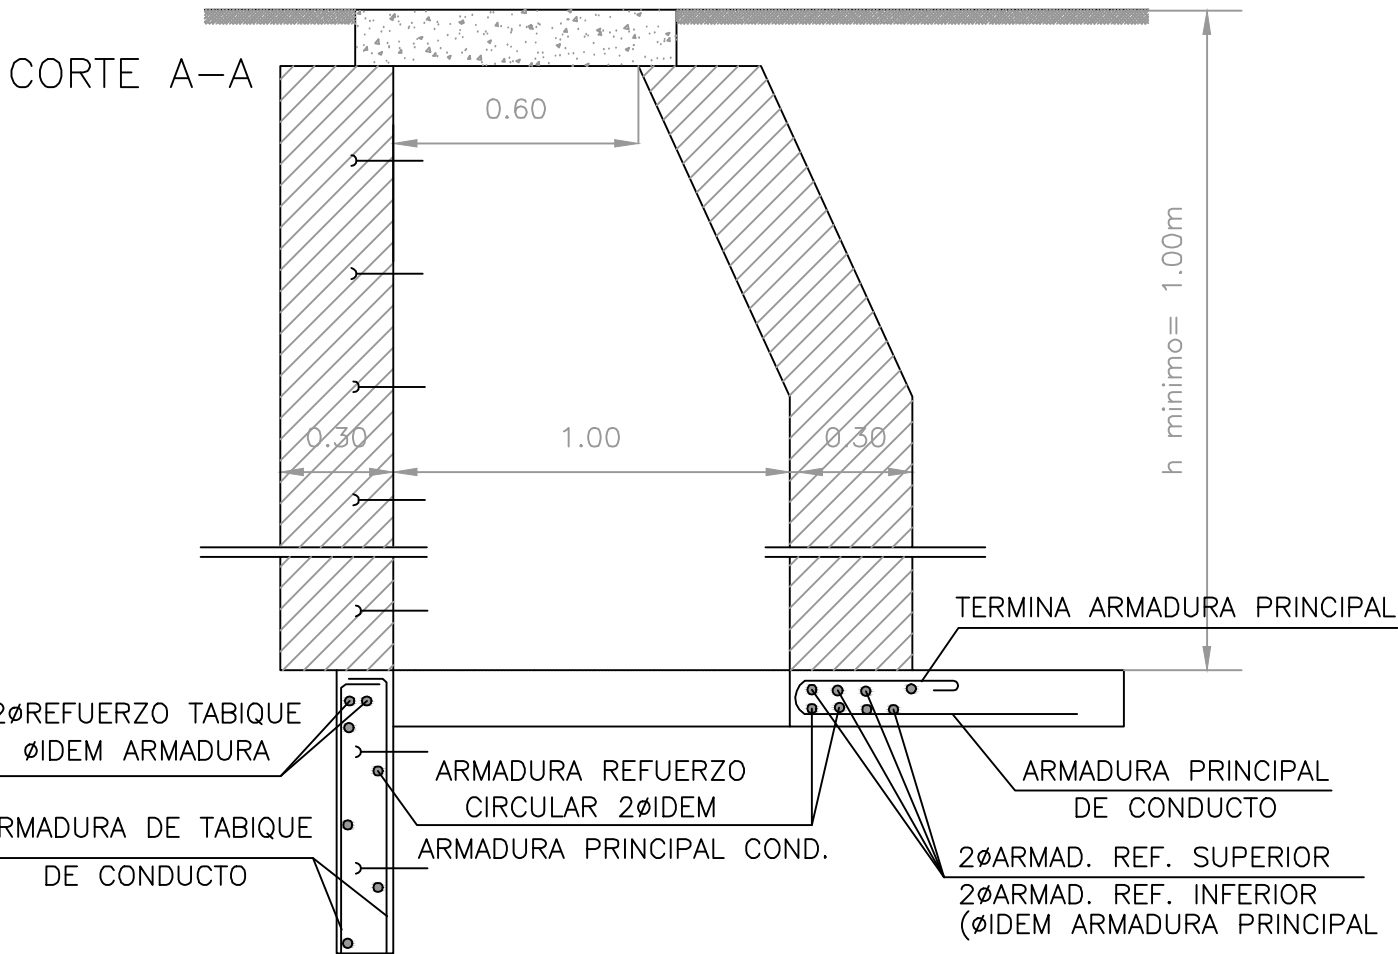 CORTE A-A
0.60
h minimo= 1.00m
0.30
1.00
0.30
TERMINA ARMADURA PRINCIPAL
2øREFUERZO TABIQUE
øIDEM ARMADURA
ARMADURA REFUERZO
CIRCULAR 2øIDEM
ARMADURA PRINCIPAL COND.
ARMADURA PRINCIPAL
DE CONDUCTO
RMADURA DE TABIQUE
DE CONDUCTO
2øARMAD. REF. SUPERIOR
2øARMAD. REF. INFERIOR
(øIDEM ARMADURA PRINCIPAL